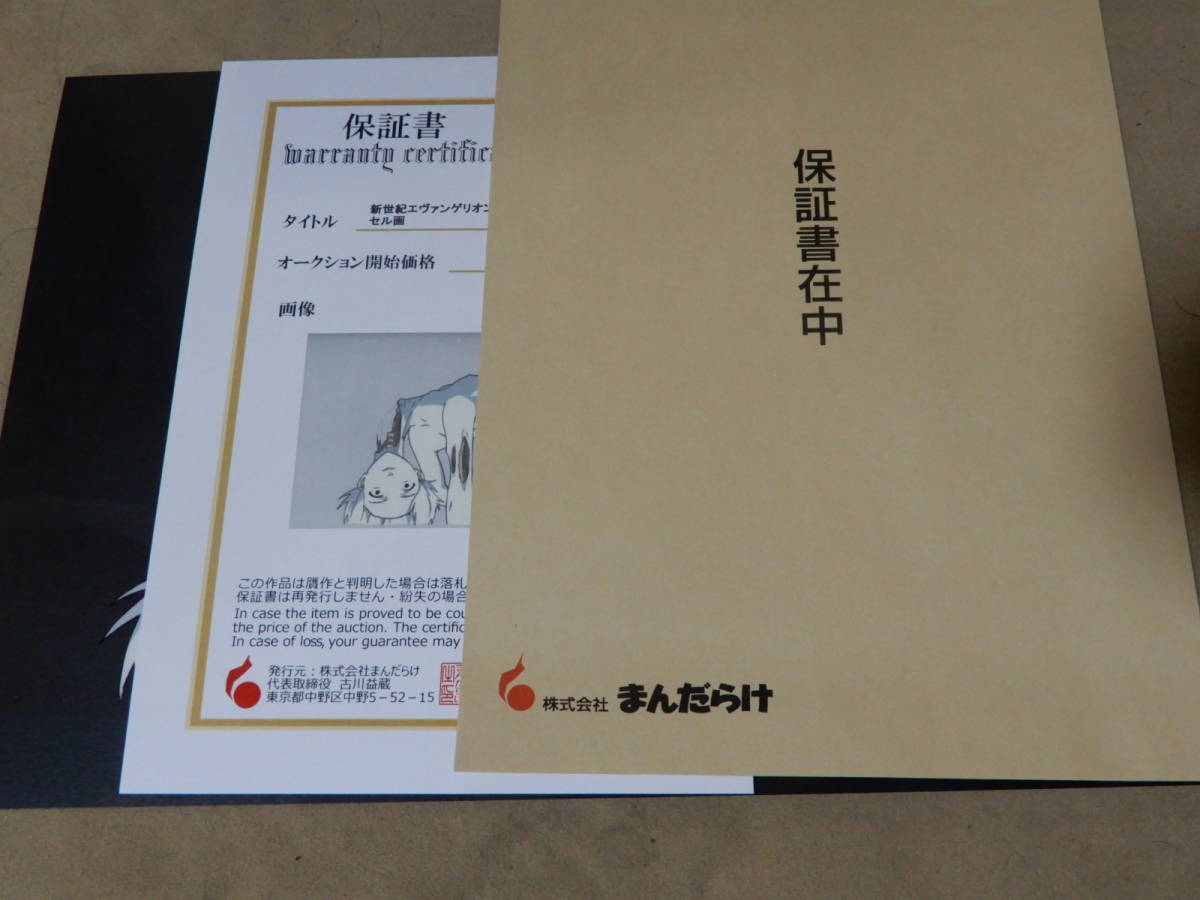 保証書
warranty certific
タイトル
新世紀エヴァンゲリオン
セル画
オークション開始価格
画像
この作品は贋作と判明した場合は落札
保証書は再発行しません・紛失の場合
In case the item is proved to be cou
the price of the auction. The certific
In case of loss, your guarantee may
発行元：株式会社まんだらけ
代表取締役 古川益蔵
東京都中野区中野5-52-15
保証書在中
株式会社 まんだらけ